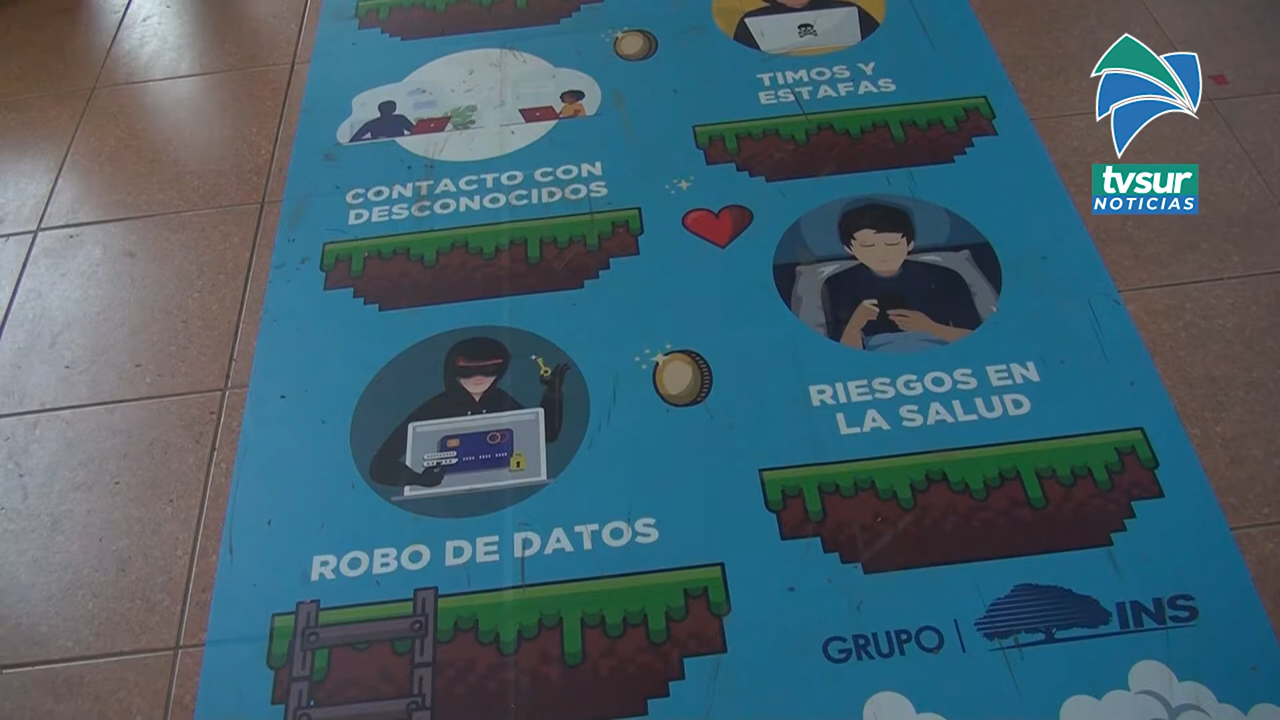 TIMOS Y
ESTAFAS
CONTACTO CON
DESCONOCIDOS
RIESGOS EN
LA SALUD
ROBO DE DATOS
GRUPO | INS
tvsur
NOTICIAS